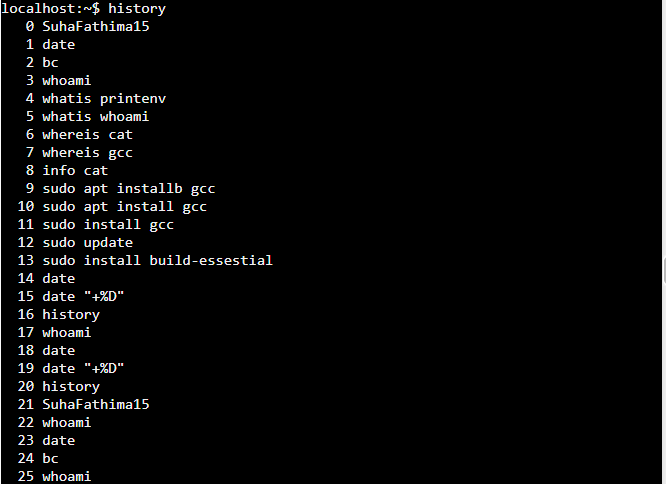 localhost:~$ history
0 SuhaFathima15
1 date
2 bc
3 whoami
4 whatis printenv
5 whatis whoami
6 whereis cat
7 whereis gcc
8 info cat
9 sudo apt installb gcc
10 sudo apt install gcc
11 sudo install gcc
12 sudo update
13 sudo install build-essestial
14 date
15 date "+%D"
16 history
17 whoami
18 date
19 date "+%D"
20 history
21 SuhaFathima15
22 whoami
23 date
24 bc
25 whoami